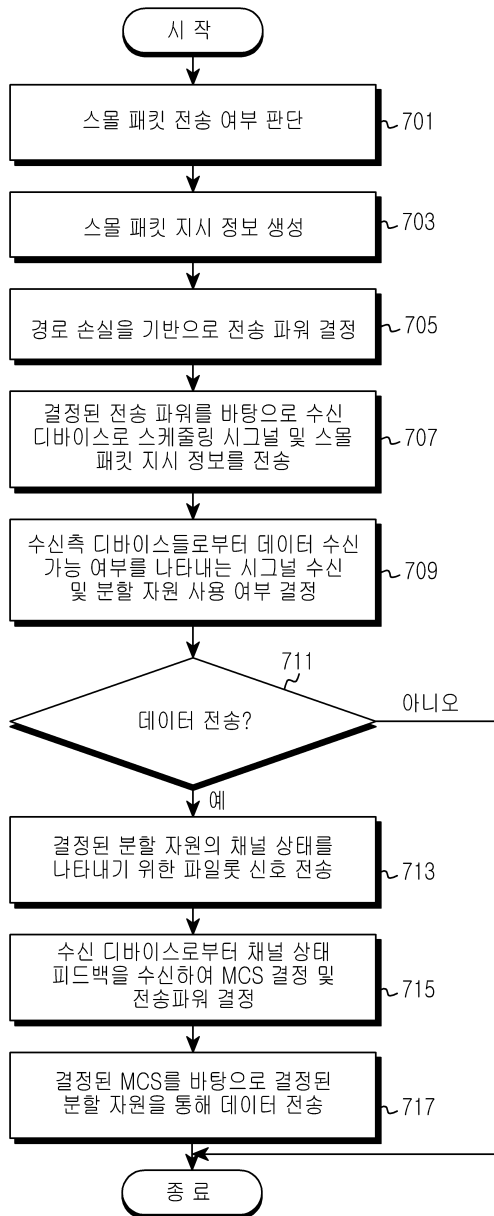 시 작
스몰 패킷 전송 여부 판단
701
스몰 패킷 지시 정보 생성
703
경로 손실을 기반으로 전송 파워 결정
705
결정된 전송 파워를 바탕으로 수신
디바이스로 스케줄링 시그널 및 스몰
패킷 지시 정보를 전송
707
수신측 디바이스들로부터 데이터 수신
가능 여부를 나타내는 시그널 수신
및 분할 자원 사용 여부 결정
709
711
데이터 전송?
아니오
예
결정된 분할 자원의 채널 상태를
나타내기 위한 파일롯 신호 전송
713
수신 디바이스로부터 채널 상태
피드백을 수신하여 MCS 결정 및
전송파워 결정
715
결정된 MCS를 바탕으로 결정된
분할 자원을 통해 데이터 전송
717
종 료